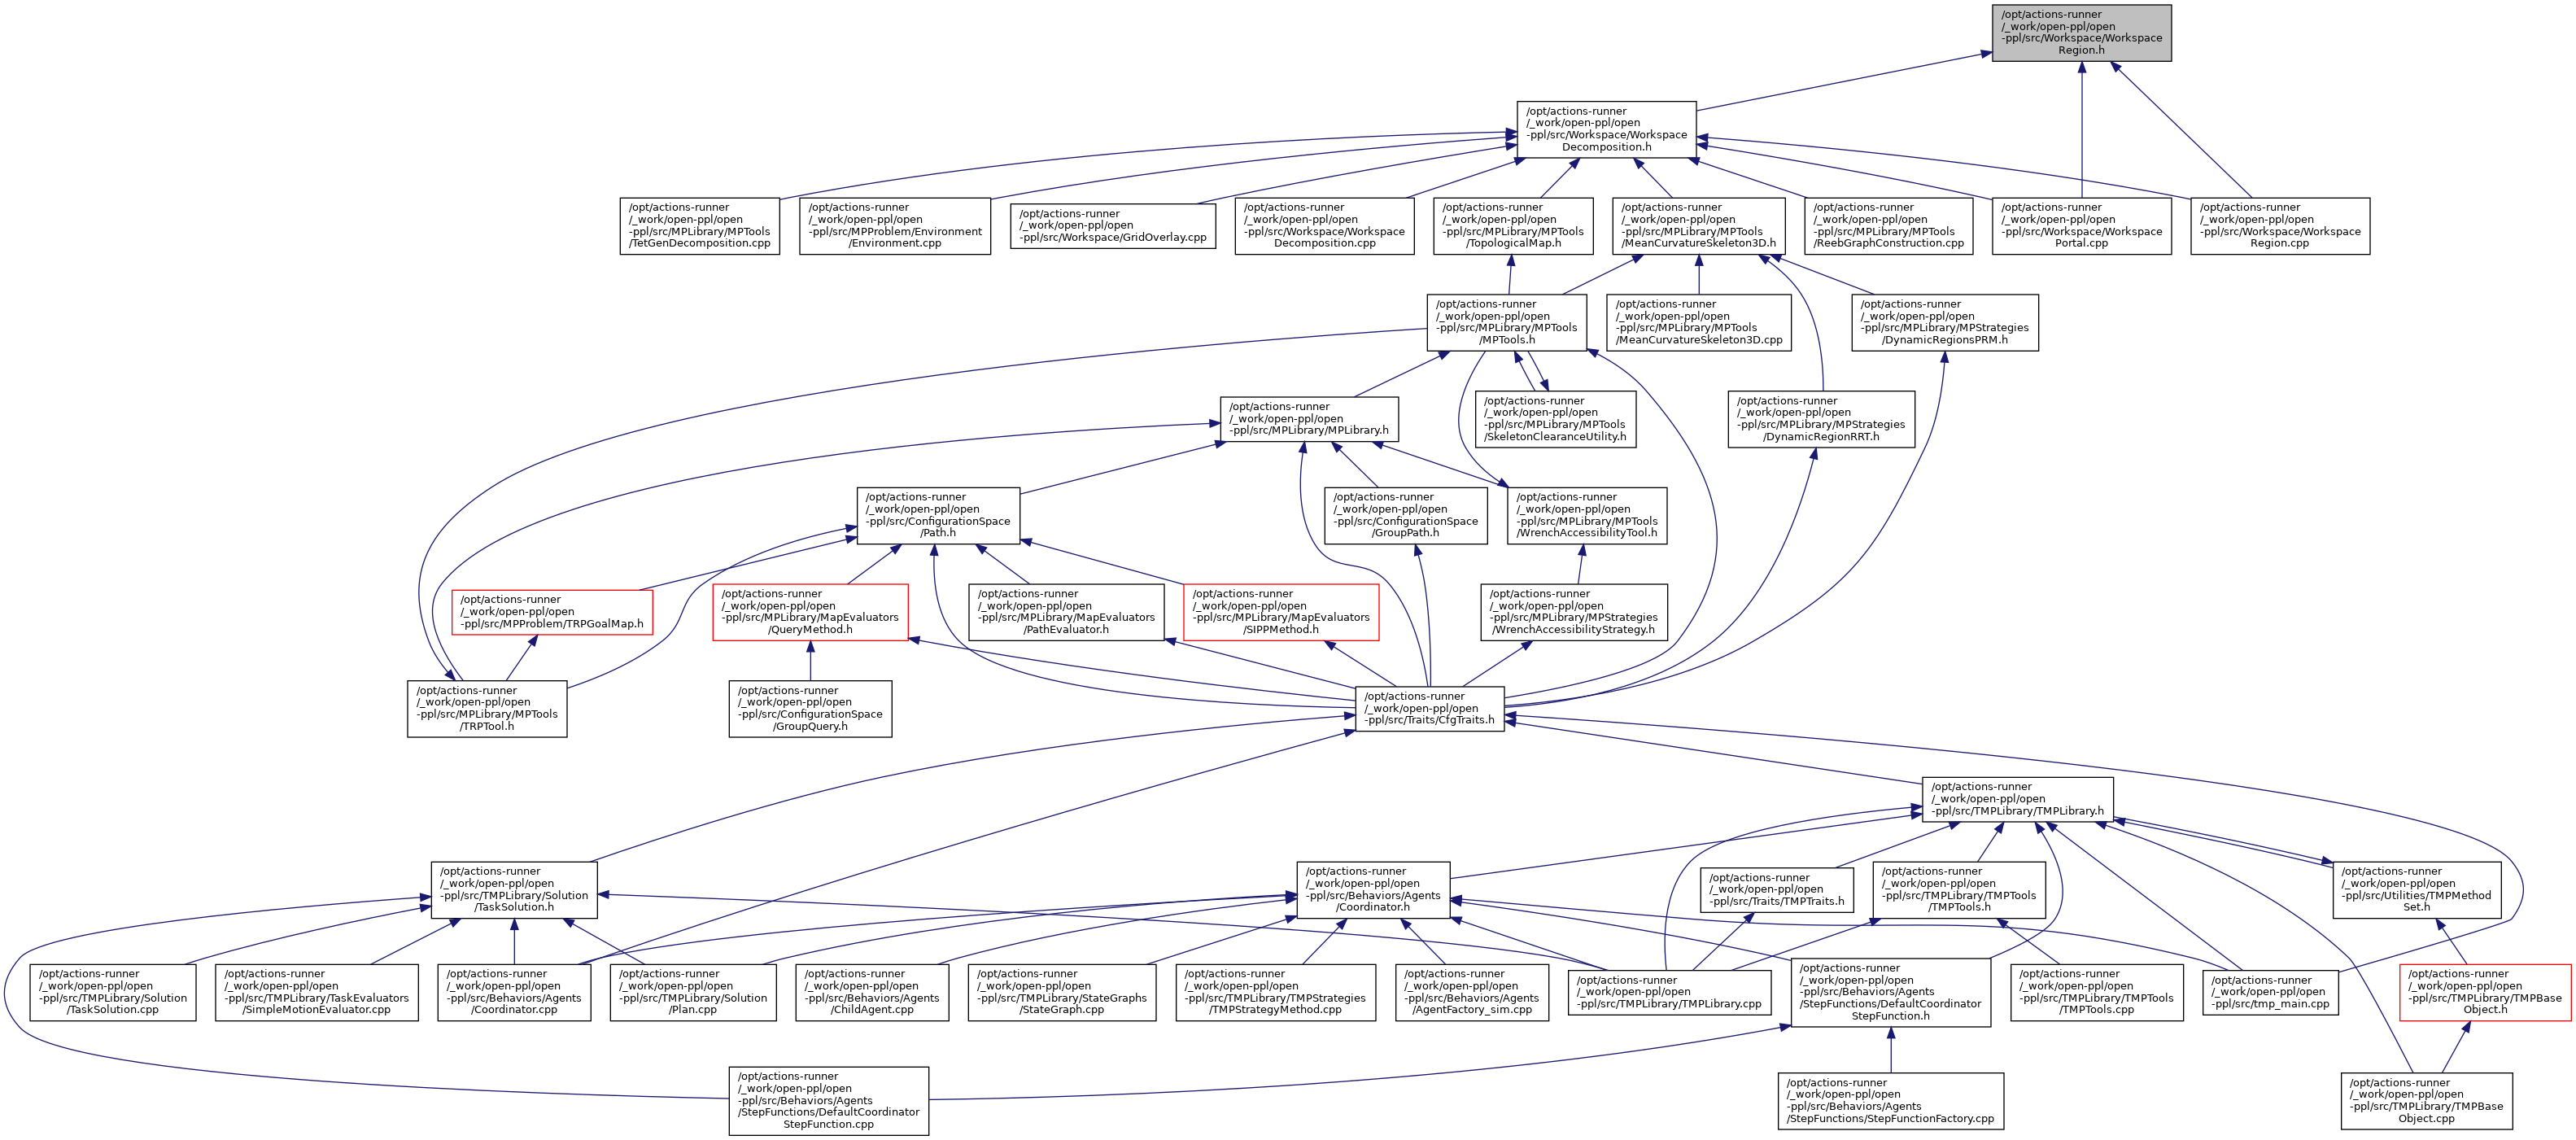 /opt/actions-runner
/_work/open-ppl/open
-ppl/src/Workspace/Workspace
Region.h
/opt/actions-runner
/_work/open-ppl/open
-ppl/src/Workspace/Workspace
Decomposition.h
/opt/actions-runner
/_work/open-ppl/open
-ppl/src/MPLibrary/MPTools
/TetGenDecomposition.cpp
/opt/actions-runner
/_work/open-ppl/open
-ppl/src/MPProblem/Environment
/Environment.cpp
/opt/actions-runner
/_work/open-ppl/open
-ppl/src/Workspace/GridOverlay.cpp
/opt/actions-runner
/_work/open-ppl/open
-ppl/src/Workspace/Workspace
Decomposition.cpp
/opt/actions-runner
/_work/open-ppl/open
-ppl/src/MPLibrary/MPTools
/TopologicalMap.h
/opt/actions-runner
/_work/open-ppl/open
-ppl/src/MPLibrary/MPTools
/MeanCurvatureSkeleton3D.h
/opt/actions-runner
/_work/open-ppl/open
-ppl/src/MPLibrary/MPTools
/ReebGraphConstruction.cpp
/opt/actions-runner
/_work/open-ppl/open
-ppl/src/Workspace/Workspace
Portal.cpp
/opt/actions-runner
/_work/open-ppl/open
-ppl/src/Workspace/Workspace
Region.cpp
/opt/actions-runner
/_work/open-ppl/open
-ppl/src/MPLibrary/MPTools
/MPTools.h
/opt/actions-runner
/_work/open-ppl/open
-ppl/src/MPLibrary/MPTools
/MeanCurvatureSkeleton3D.cpp
/opt/actions-runner
/_work/open-ppl/open
-ppl/src/MPLibrary/MPStrategies
/DynamicRegionsPRM.h
/opt/actions-runner
/_work/open-ppl/open
-ppl/src/MPLibrary/MPLibrary.h
/opt/actions-runner
/_work/open-ppl/open
-ppl/src/MPLibrary/MPTools
/SkeletonClearanceUtility.h
/opt/actions-runner
/_work/open-ppl/open
-ppl/src/MPLibrary/MPStrategies
/DynamicRegionRRT.h
/opt/actions-runner
/_work/open-ppl/open
-ppl/src/ConfigurationSpace
/Path.h
/opt/actions-runner
/_work/open-ppl/open
-ppl/src/ConfigurationSpace
/GroupPath.h
/opt/actions-runner
/_work/open-ppl/open
-ppl/src/MPLibrary/MPTools
/WrenchAccessibilityTool.h
/opt/actions-runner
/_work/open-ppl/open
-ppl/src/MPProblem/TRPGoalMap.h
/opt/actions-runner
/_work/open-ppl/open
-ppl/src/MPLibrary/MapEvaluators
/QueryMethod.h
/opt/actions-runner
/_work/open-ppl/open
-ppl/src/MPLibrary/MapEvaluators
/PathEvaluator.h
/opt/actions-runner
/_work/open-ppl/open
-ppl/src/MPLibrary/MapEvaluators
/SIPPMethod.h
/opt/actions-runner
/_work/open-ppl/open
-ppl/src/MPLibrary/MPStrategies
/WrenchAccessibilityStrategy.h
/opt/actions-runner
/_work/open-ppl/open
-ppl/src/MPLibrary/MPTools
/TRPTool.h
/opt/actions-runner
/_work/open-ppl/open
-ppl/src/ConfigurationSpace
/GroupQuery.h
/opt/actions-runner
/_work/open-ppl/open
-ppl/src/Traits/CfgTraits.h
/opt/actions-runner
/_work/open-ppl/open
-ppl/src/TMPLibrary/TMPLibrary.h
/opt/actions-runner
/_work/open-ppl/open
-ppl/src/TMPLibrary/Solution
/TaskSolution.h
/opt/actions-runner
/_work/open-ppl/open
-ppl/src/Behaviors/Agents
/Coordinator.h
/opt/actions-runner
/_work/open-ppl/open
-ppl/src/Traits/TMPTraits.h
/opt/actions-runner
/_work/open-ppl/open
-ppl/src/TMPLibrary/TMPTools
/TMPTools.h
/opt/actions-runner
/_work/open-ppl/open
-ppl/src/Utilities/TMPMethod
Set.h
/opt/actions-runner
/_work/open-ppl/open
-ppl/src/TMPLibrary/Solution
/TaskSolution.cpp
/opt/actions-runner
/_work/open-ppl/open
-ppl/src/TMPLibrary/TaskEvaluators
/SimpleMotionEvaluator.cpp
/opt/actions-runner
/_work/open-ppl/open
-ppl/src/Behaviors/Agents
/Coordinator.cpp
/opt/actions-runner
/_work/open-ppl/open
-ppl/src/TMPLibrary/Solution
/Plan.cpp
/opt/actions-runner
/_work/open-ppl/open
-ppl/src/Behaviors/Agents
/ChildAgent.cpp
/opt/actions-runner
/_work/open-ppl/open
-ppl/src/TMPLibrary/StateGraphs
/StateGraph.cpp
/opt/actions-runner
/_work/open-ppl/open
-ppl/src/TMPLibrary/TMPStrategies
/TMPStrategyMethod.cpp
/opt/actions-runner
/_work/open-ppl/open
-ppl/src/Behaviors/Agents
/AgentFactory_sim.cpp
/opt/actions-runner
/_work/open-ppl/open
-ppl/src/TMPLibrary/TMPLibrary.cpp
/opt/actions-runner
/_work/open-ppl/open
-ppl/src/Behaviors/Agents
/StepFunctions/DefaultCoordinator
StepFunction.h
/opt/actions-runner
/_work/open-ppl/open
-ppl/src/TMPLibrary/TMPTools
/TMPTools.cpp
/opt/actions-runner
/_work/open-ppl/open
-ppl/src/tmp_main.cpp
/opt/actions-runner
/_work/open-ppl/open
-ppl/src/TMPLibrary/TMPBase
Object.h
/opt/actions-runner
/_work/open-ppl/open
-ppl/src/Behaviors/Agents
/StepFunctions/DefaultCoordinator
StepFunction.cpp
/opt/actions-runner
/_work/open-ppl/open
-ppl/src/Behaviors/Agents
/StepFunctions/StepFunctionFactory.cpp
/opt/actions-runner
/_work/open-ppl/open
-ppl/src/TMPLibrary/TMPBase
Object.cpp